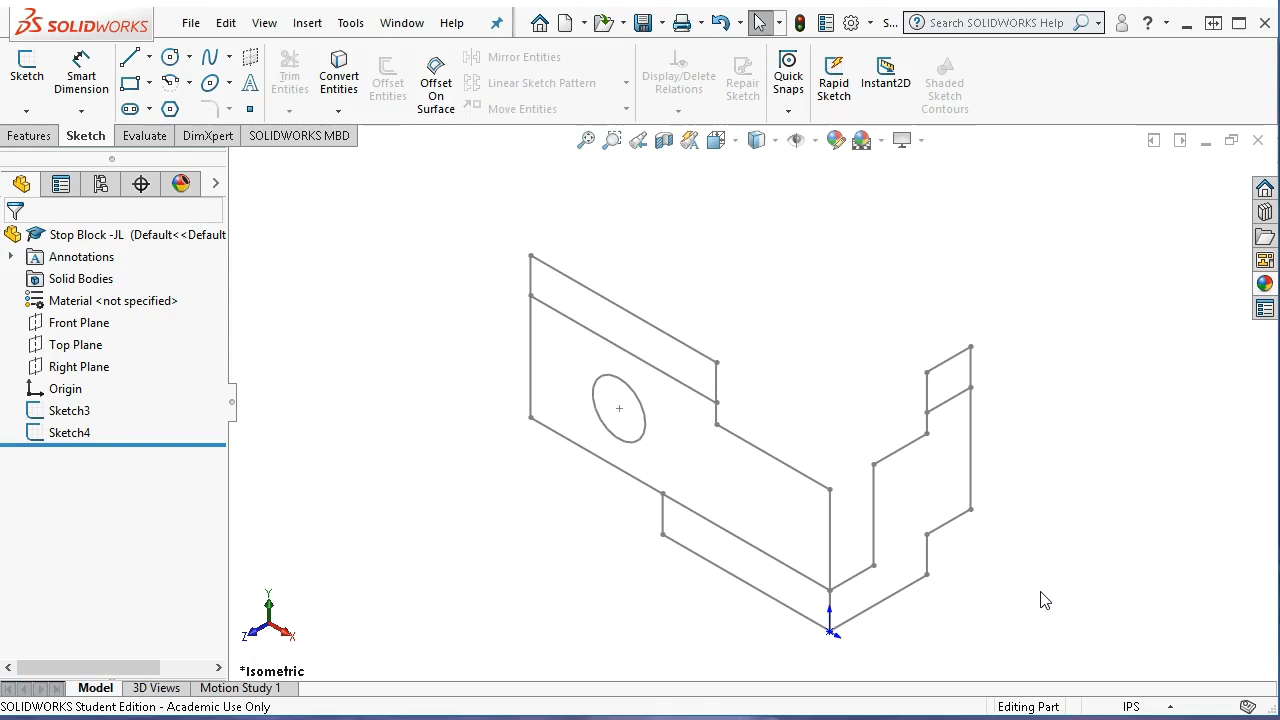 SOLIDWORKS File Edit View Insert Tools Window Help S... Search SOLIDWORKS Help ?
Sketch Smart Dimension Trim Entities Convert Entities Offset Entities Offset On Surface Mirror Entities Linear Sketch Pattern Move Entities Display/Delete Relations Repair Sketch Quick Snaps Rapid Sketch Instant2D Shaded Sketch Contours
Features Sketch Evaluate DimXpert SOLIDWORKS MBD
Stop Block -JL (Default<<Default
Annotations
Solid Bodies
Material <not specified>
Front Plane
Top Plane
Right Plane
Origin
Sketch3
Sketch4
Y
Z X
*Isometric
Model 3D Views Motion Study 1
SOLIDWORKS Student Edition - Academic Use Only Editing Part IPS